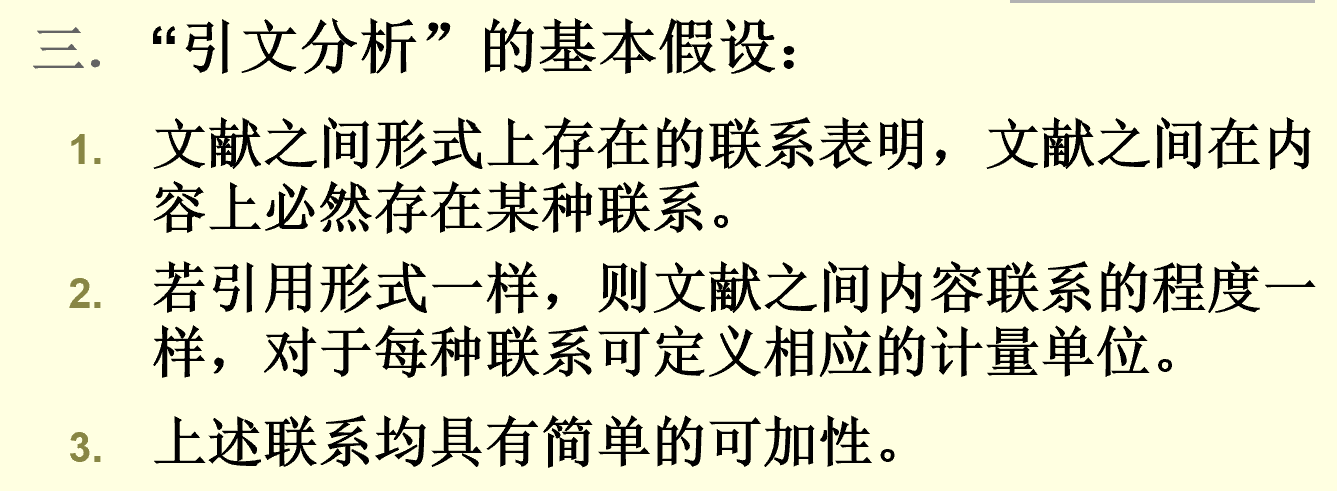 三. “引文分析”的基本假设：
1. 文献之间形式上存在的联系表明，文献之间在内
容上必然存在某种联系。
2. 若引用形式一样，则文献之间内容联系的程度一
样，对于每种联系可定义相应的计量单位。
3. 上述联系均具有简单的可加性。